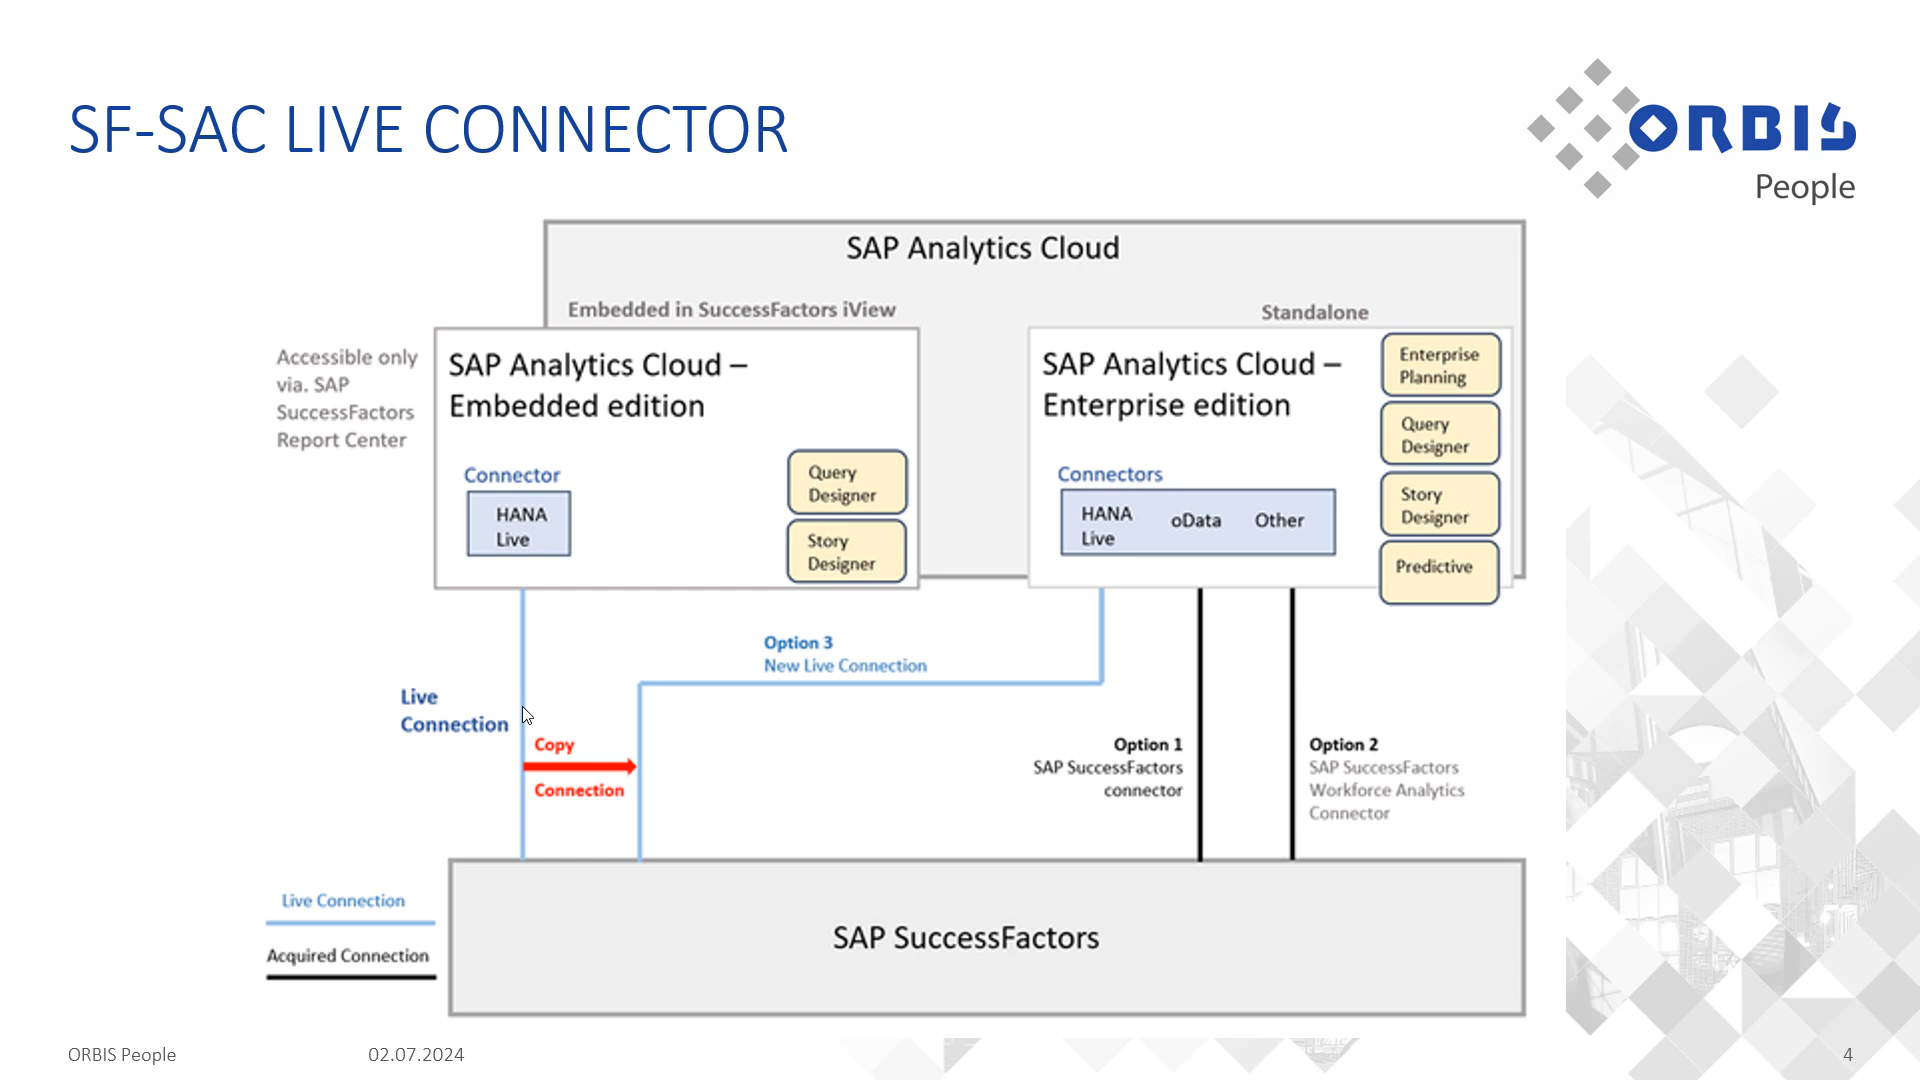 SF-SAC LIVE CONNECTOR
ORBIS
People
SAP Analytics Cloud
Embedded in SuccessFactors iView
Standalone
Accessible only
via. SAP
SuccessFactors
Report Center
SAP Analytics Cloud –
Embedded edition
Connector
HANA
Live
Query
Designer
Story
Designer
SAP Analytics Cloud –
Enterprise edition
Connectors
HANA
Live
oData
Other
Enterprise
Planning
Query
Designer
Story
Designer
Predictive
Option 3
New Live Connection
Live
Connection
Copy
Connection
Option 1
SAP SuccessFactors
connector
Option 2
SAP SuccessFactors
Workforce Analytics
Connector
Live Connection
Acquired Connection
SAP SuccessFactors
ORBIS People
02.07.2024
4